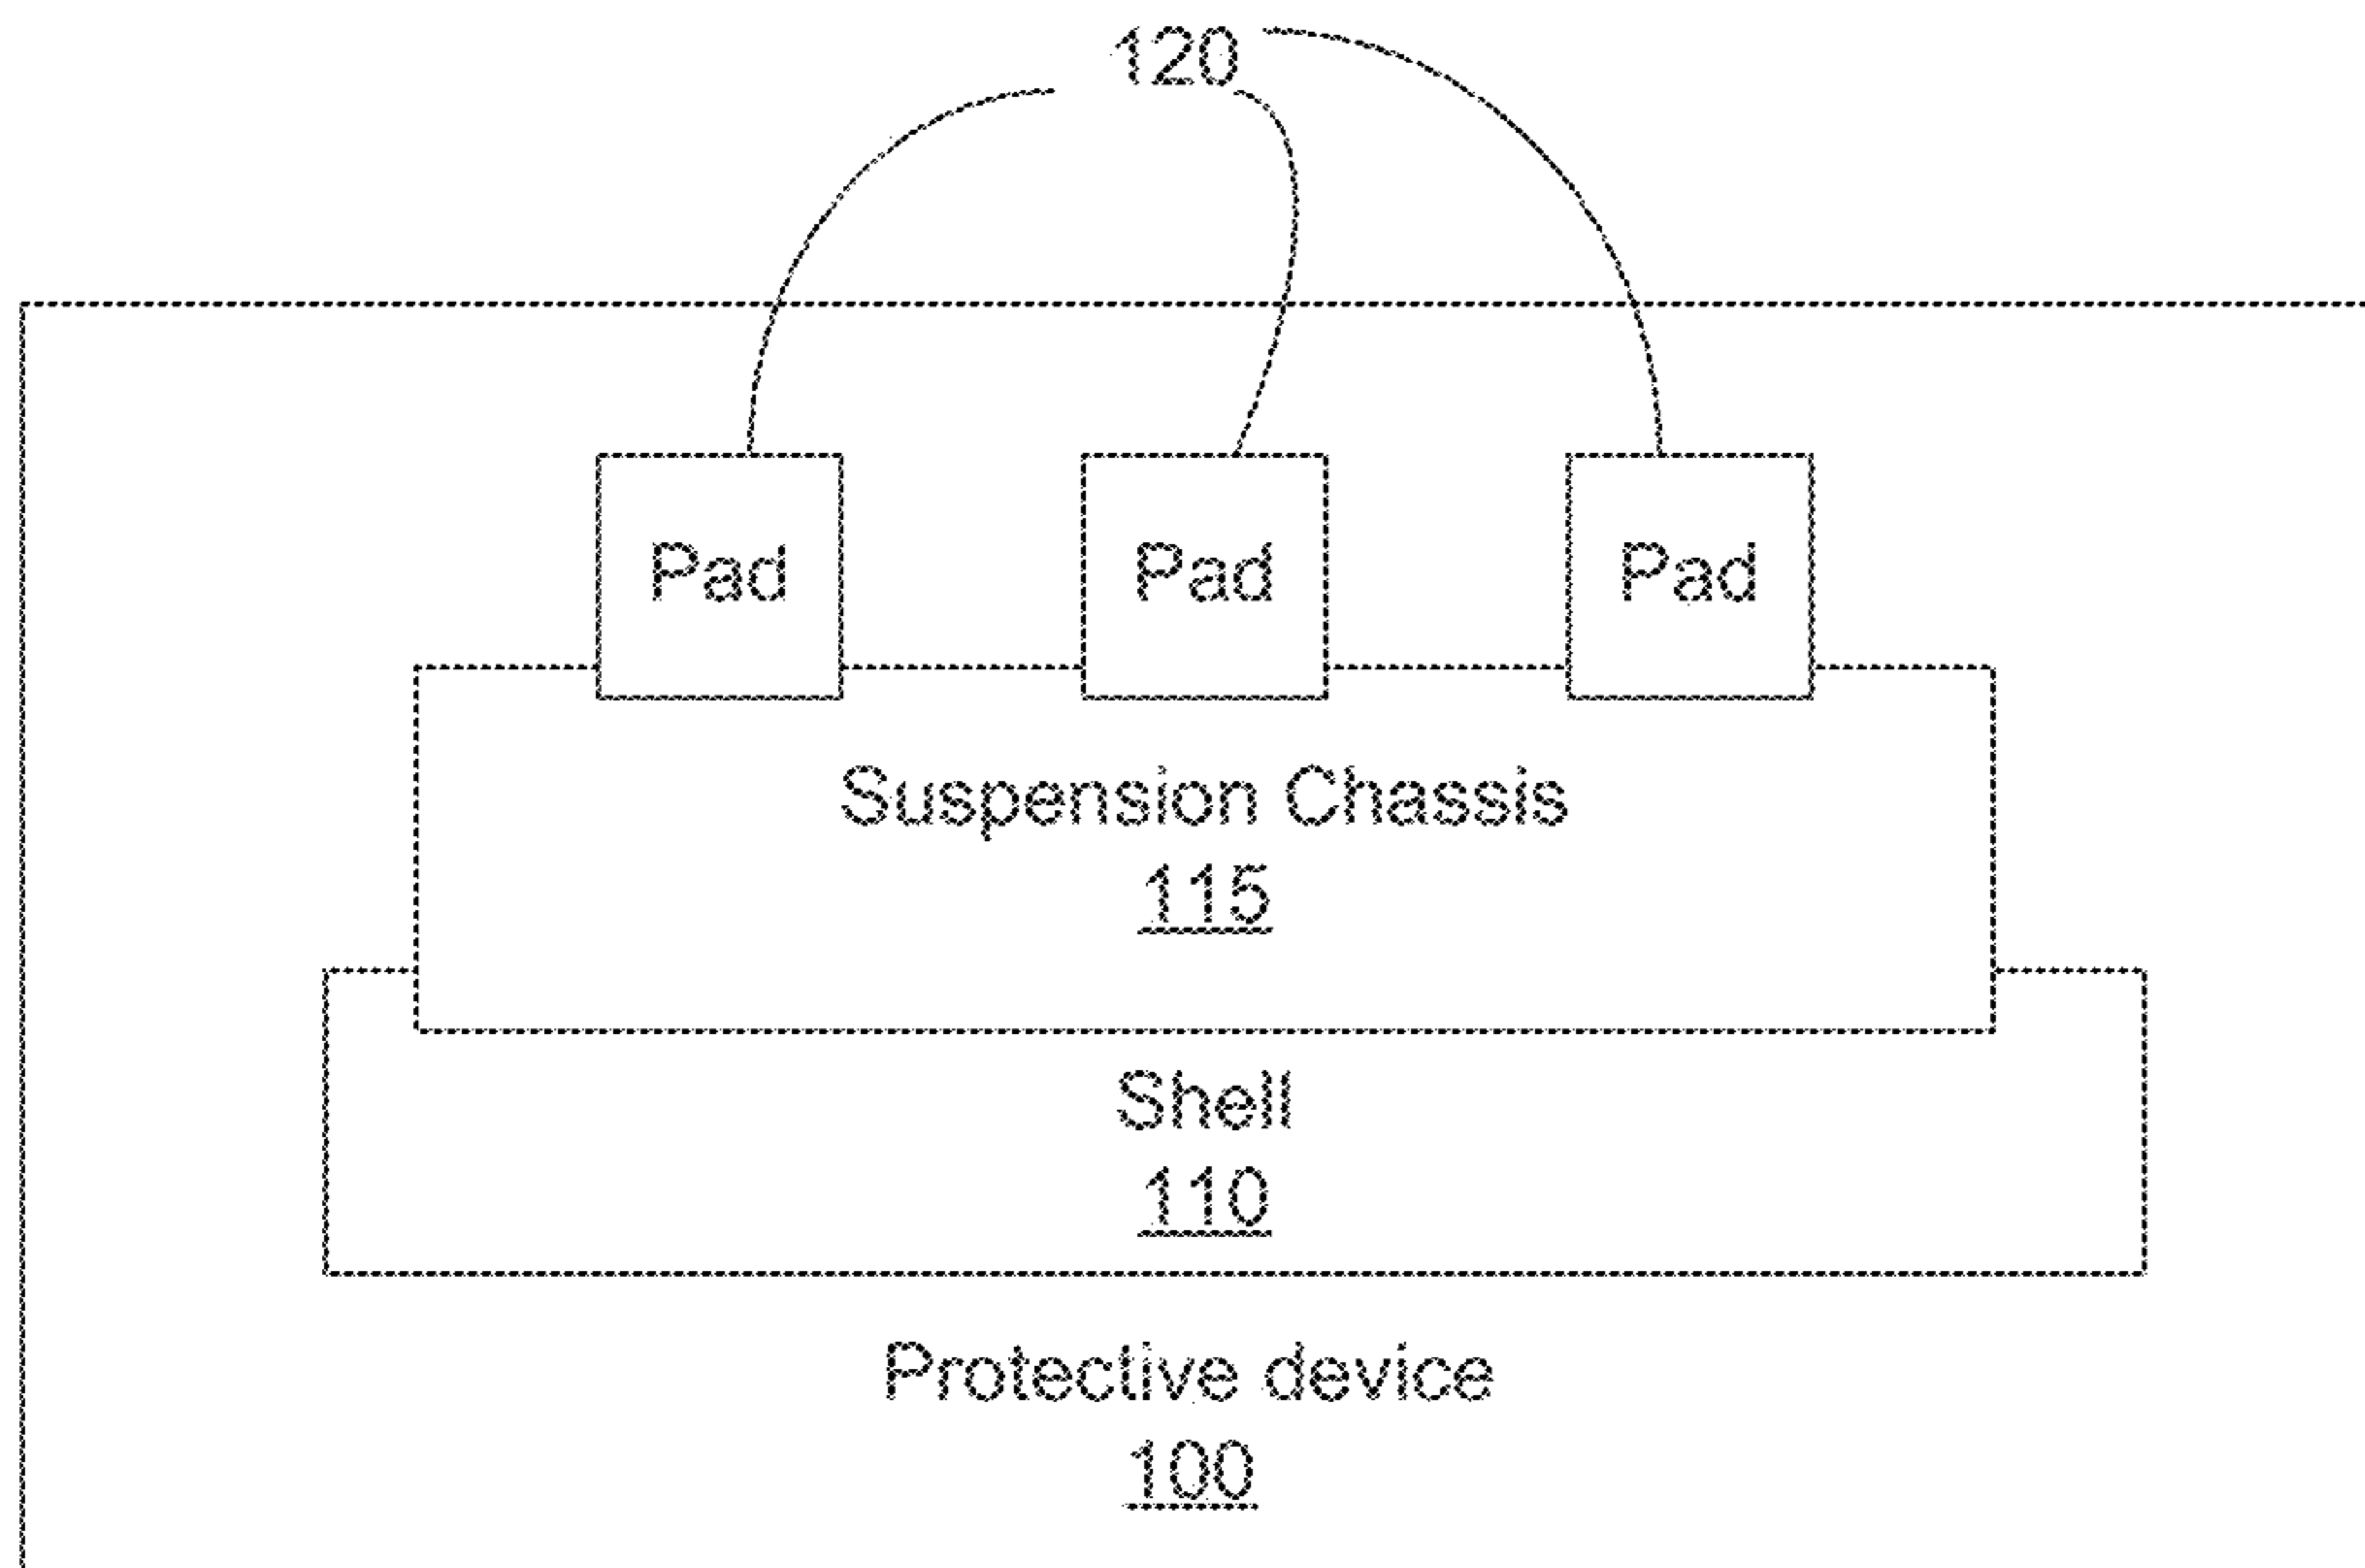 120
Pad Pad Pad
Suspension Chassis
115
Shell
110
Protective device
100